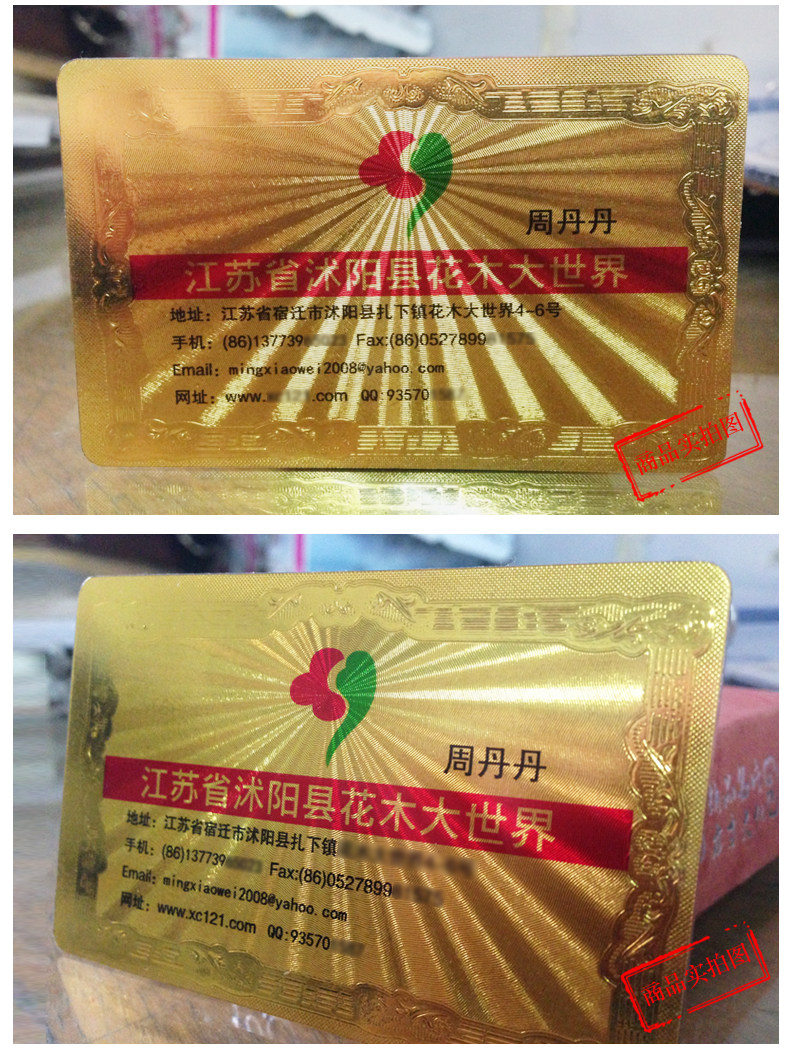 周丹丹
江苏省沭阳县花木大世界
地址：江苏省宿迁市沭阳县扎下镇花木大世界4-6号
手机：(86)137739 Fax:(86)0527899
Email：mingxiaowei2008@yahoo.com
网址：www. .com QQ:93570
商品实拍图
周丹丹
江苏省沭阳县花木大世界
地址：江苏省宿迁市沭阳县扎下镇
手机：(86)137739 Fax:(86)0527899
Email：mingxiaowei2008@yahoo.com
网址：www.xc121.com QQ:93570
商品实拍图